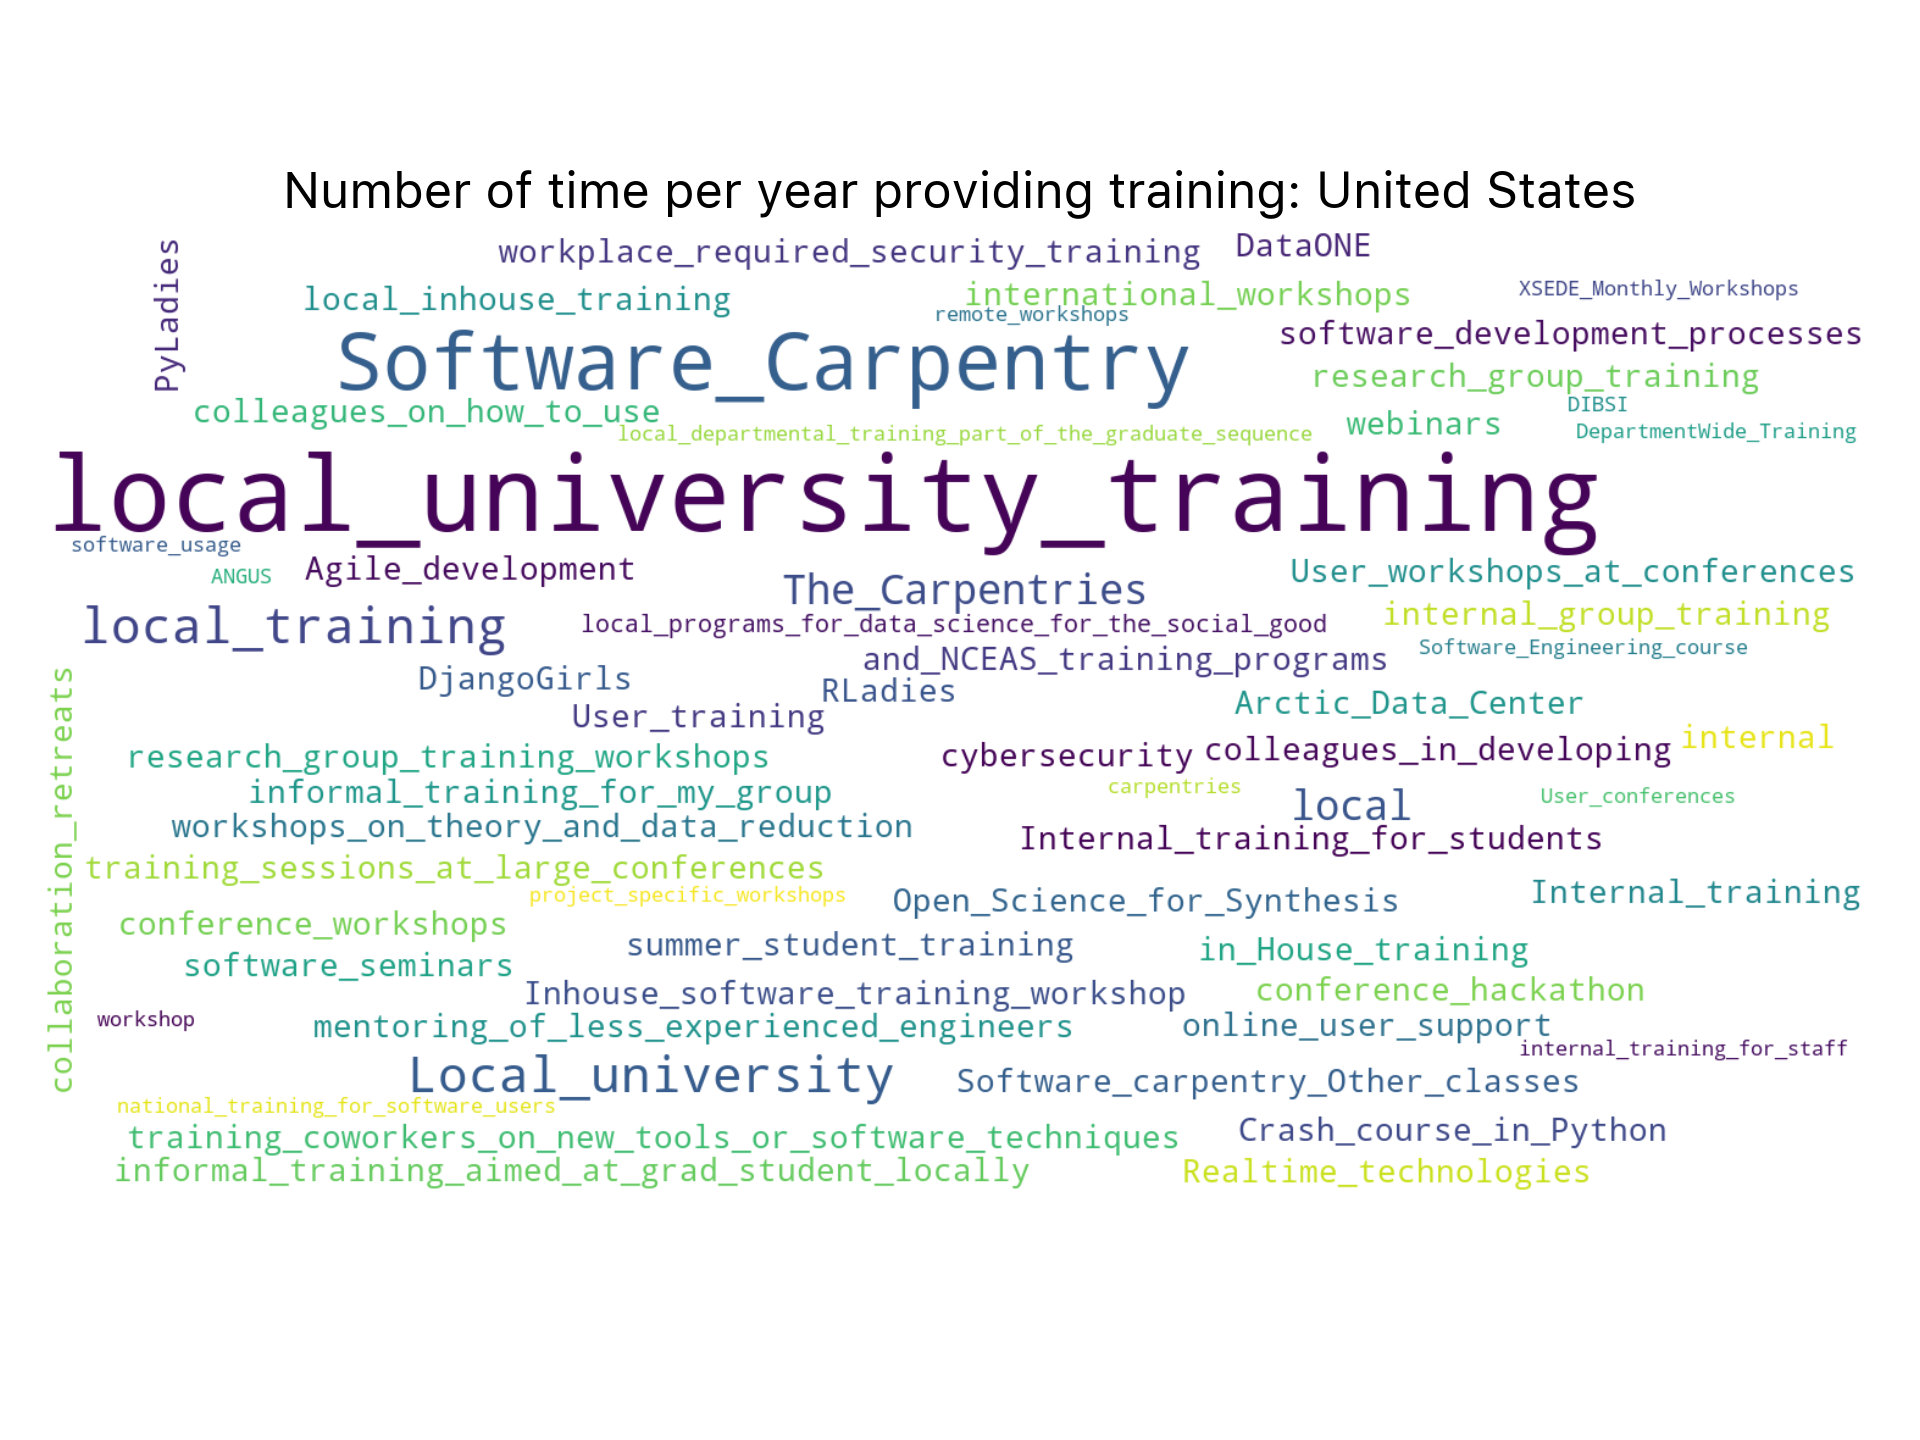 Number of time per year providing training: United States
PyLadies
workplace_required_security_training
DataONE
local_inhouse_training
international_workshops
XSEDE_Monthly_Workshops
remote_workshops
Software_Carpentry
software_development_processes
research_group_training
colleagues_on_how_to_use
DIBSI
webinars
local_departmental_training_part_of_the_graduate_sequence
DepartmentWide_Training
local_university_training
software_usage
ANGUS
Agile_development
The_Carpentries
User_workshops_at_conferences
local_training
local_programs_for_data_science_for_the_social_good
internal_group_training
and_NCEAS_training_programs
Software_Engineering_course
collaboration_retreats
DjangoGirls
RLadies
Arctic_Data_Center
User_training
internal
research_group_training_workshops
cybersecurity
colleagues_in_developing
informal_training_for_my_group
carpentries
local
User_conferences
workshops_on_theory_and_data_reduction
Internal_training_for_students
training_sessions_at_large_conferences
project_specific_workshops
Open_Science_for_Synthesis
Internal_training
conference_workshops
summer_student_training
in_House_training
software_seminars
Inhouse_software_training_workshop
conference_hackathon
workshop
mentoring_of_less_experienced_engineers
online_user_support
internal_training_for_staff
Local_university
Software_carpentry_Other_classes
national_training_for_software_users
training_coworkers_on_new_tools_or_software_techniques
Crash_course_in_Python
informal_training_aimed_at_grad_student_locally
Realtime_technologies